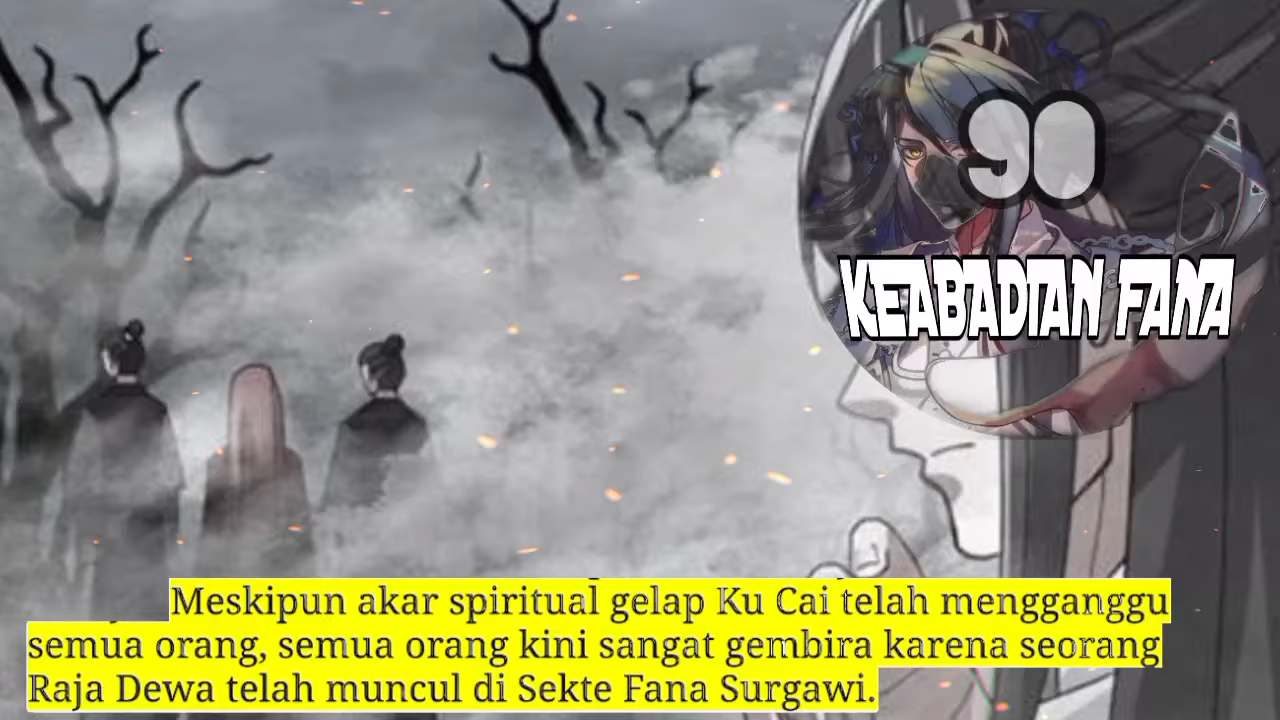 90
KEABADIAN FANA
Meskipun akar spiritual gelap Ku Cai telah mengganggu
semua orang, semua orang kini sangat gembira karena seorang
Raja Dewa telah muncul di Sekte Fana Surgawi.